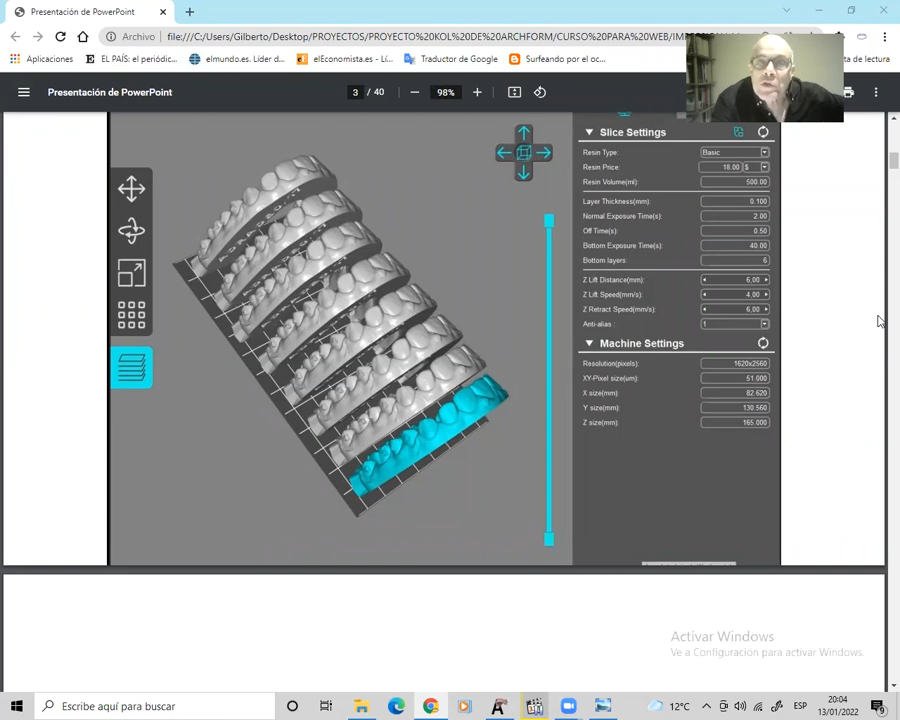 Presentación de PowerPoint
Archivo file:///C:/Users/Gilberto/Desktop/PROYECTOS/PROYECTO%20KOL%20DE%20ARCHFORM/CURSO%20PARA%20WEB/
Aplicaciones EL PAÍS: el periódic... elmundo.es. Líder d... elEconomista.es - Lí... Traductor de Google Surfeando por el oc... ta de lectura
Presentación de PowerPoint 3 / 40 98%
Slice Settings
Resin Type: Basic
Resin Price: 18.00 $
Resin Volume(ml): 500.00
Layer Thickness(mm): 0.100
Normal Exposure Time(s): 2.00
Off Time(s): 0.50
Bottom Exposure Time(s): 40.00
Bottom layers: 6
Z Lift Distance(mm): 6,00
Z Lift Speed(mm/s): 4,00
Z Retract Speed(mm/s): 6,00
Anti-alias : 1
Machine Settings
Resolution(pixels): 1620x2560
XY-Pixel size(um): 51.000
X size(mm): 82.620
Y size(mm): 130.560
Z size(mm): 165.000
Activar Windows
Ve a Configuración para activar Windows.
Escribe aquí para buscar 12°C ESP 20:04
13/01/2022 9